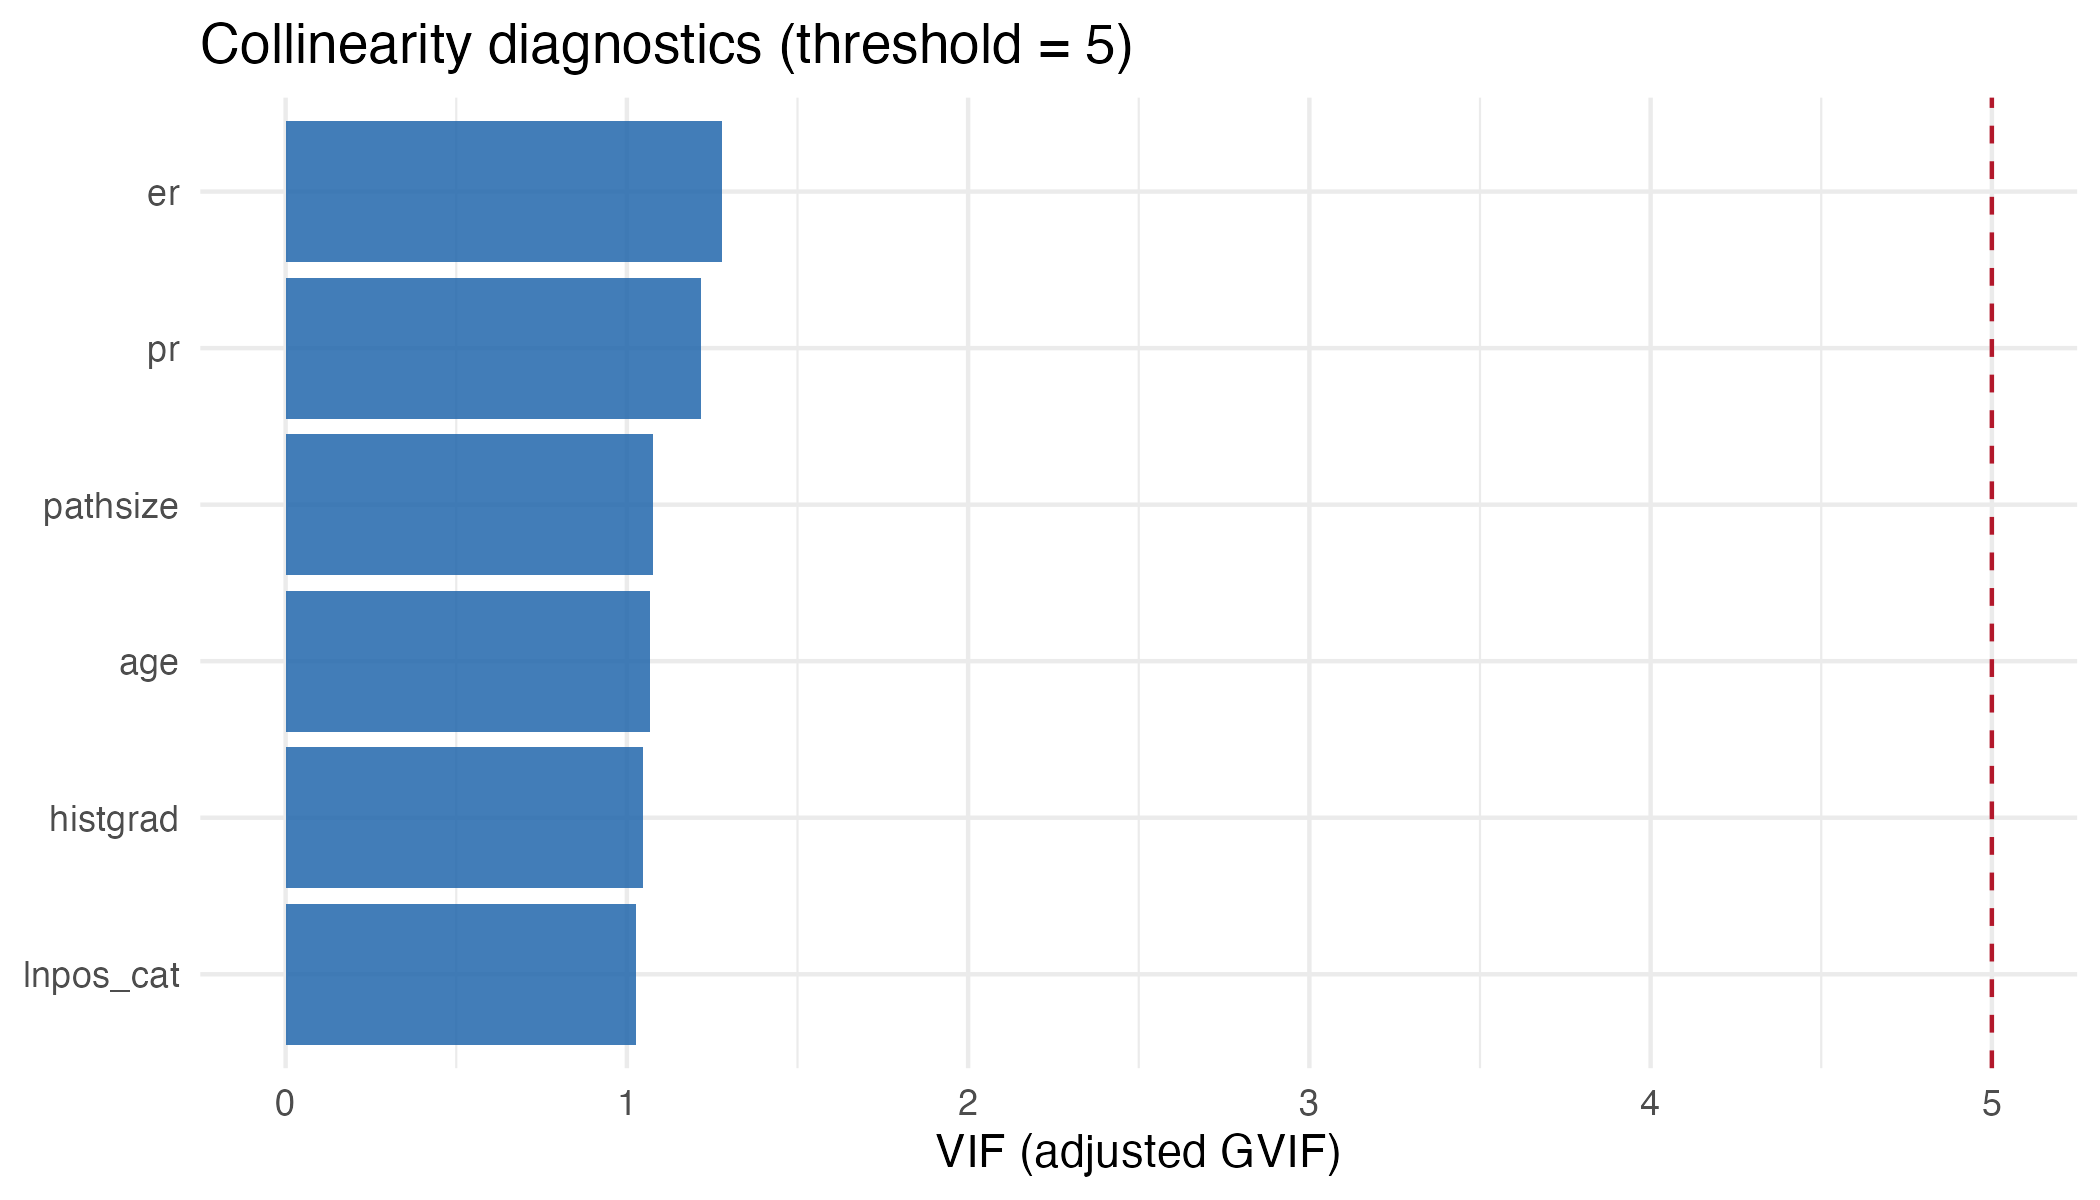 Collinearity diagnostics (threshold = 5)
er
pr
pathsize
age
histgrad
lnpos_cat
0 1 2 3 4 5
VIF (adjusted GVIF)